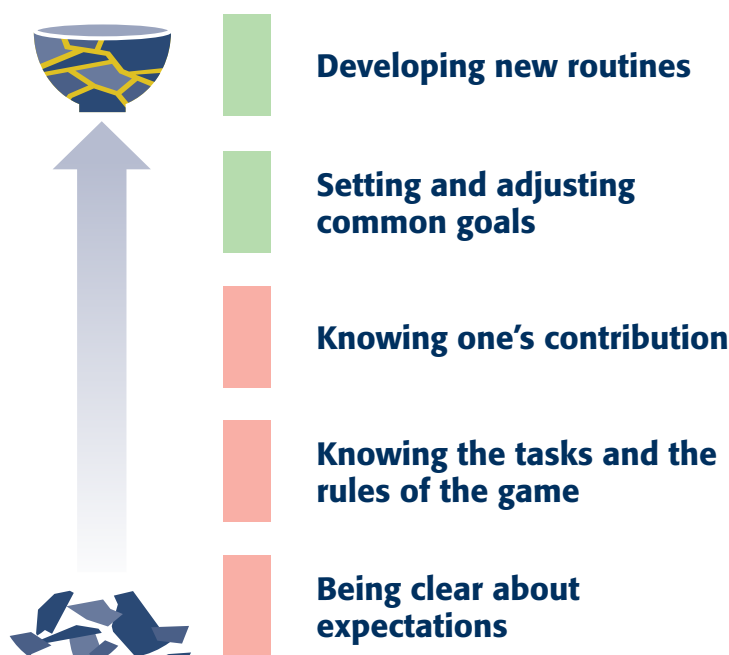 Developing new routines
Setting and adjusting
common goals
Knowing one’s contribution
Knowing the tasks and the
rules of the game
Being clear about
expectations